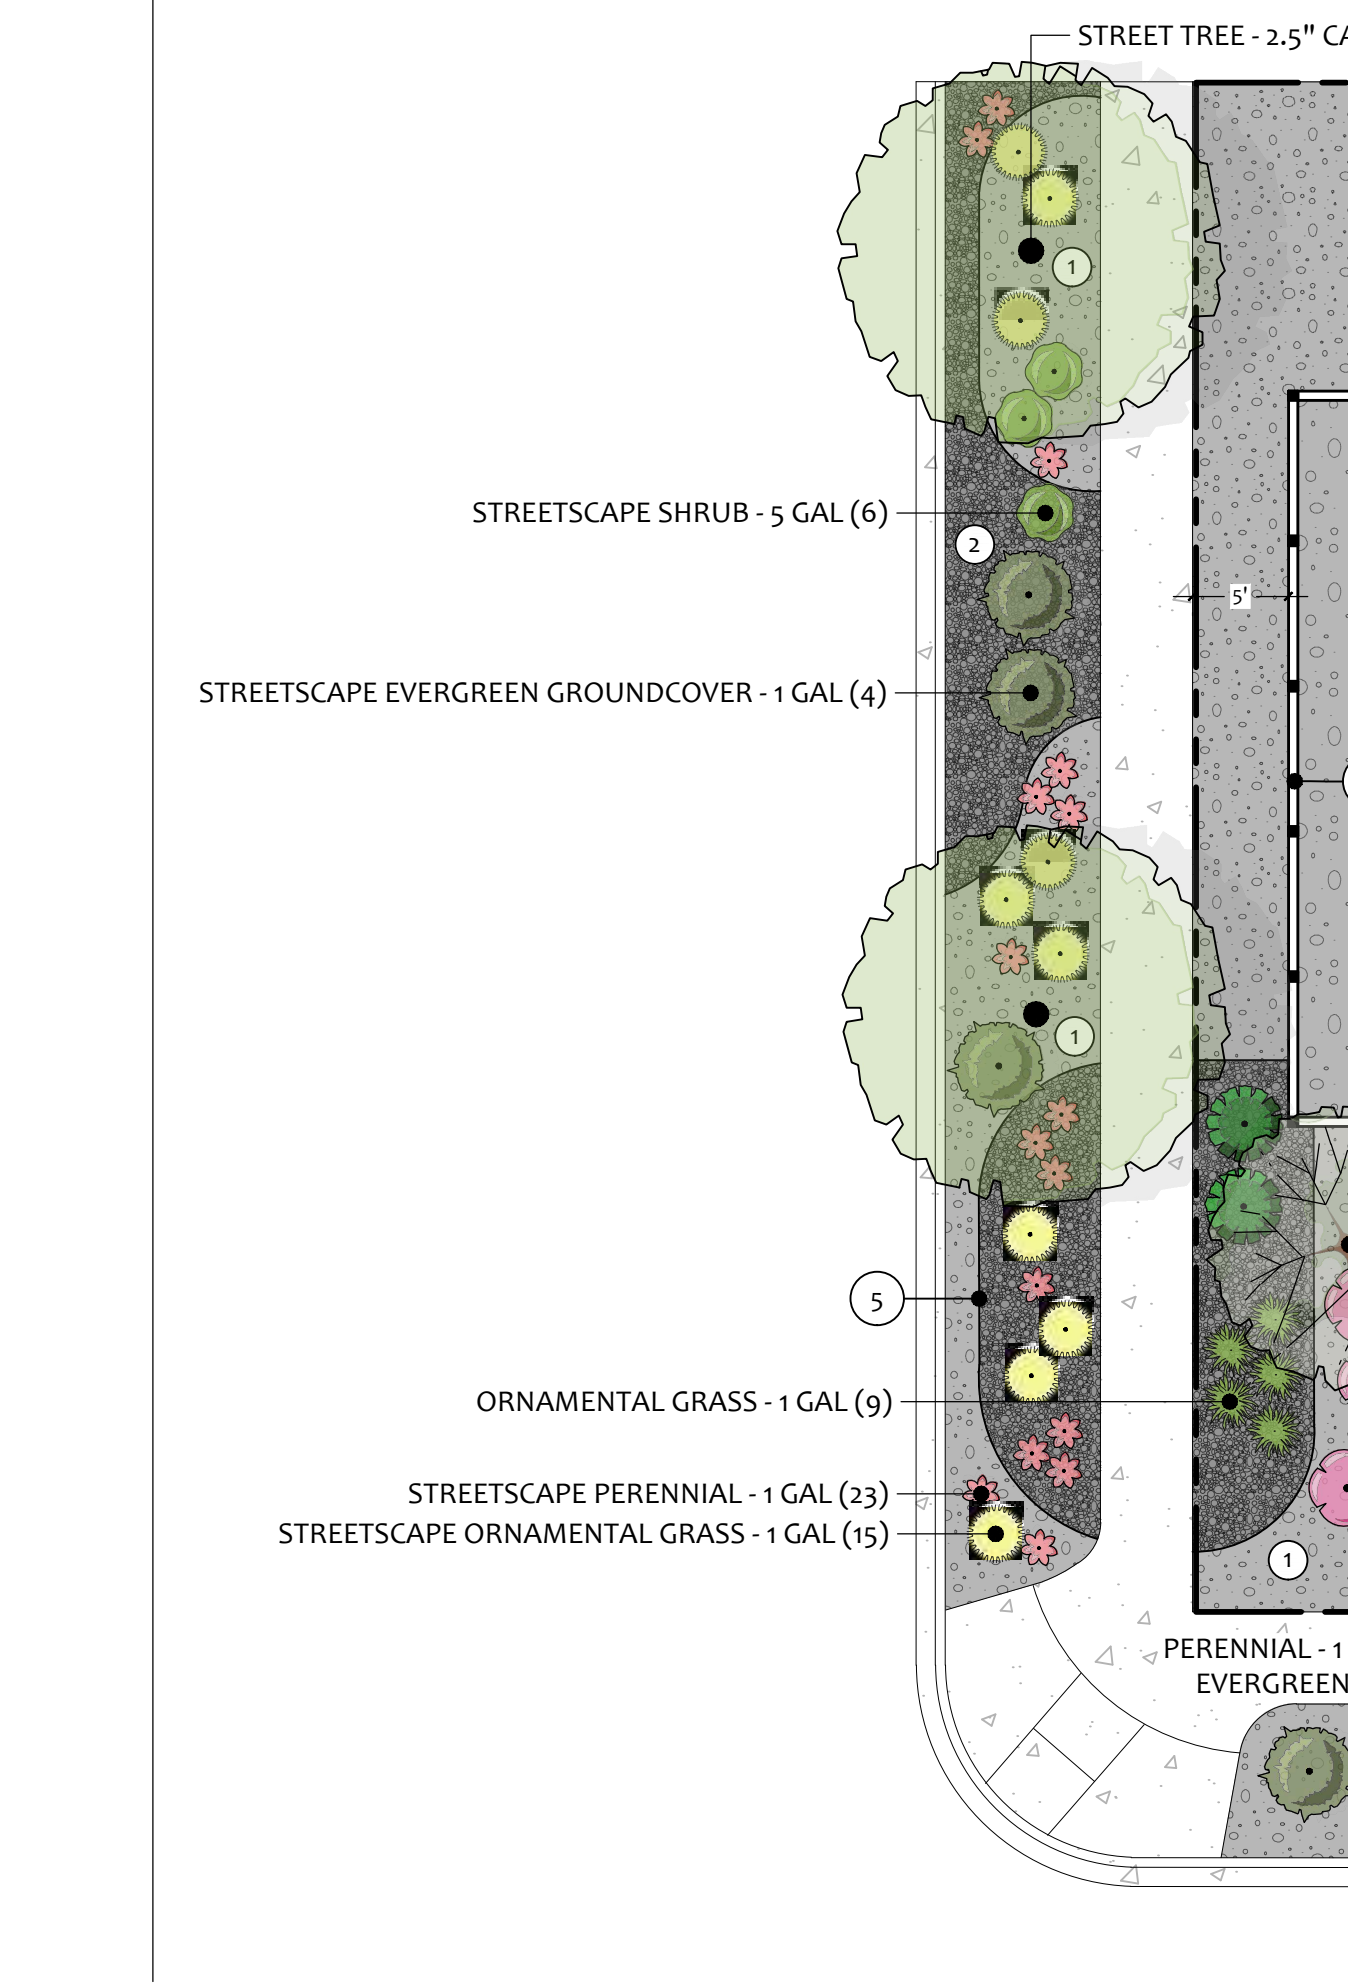 STREET TREE - 2.5" CA
1
STREETSCAPE SHRUB - 5 GAL (6)
2
5'
STREETSCAPE EVERGREEN GROUNDCOVER - 1 GAL (4)
1
5
ORNAMENTAL GRASS - 1 GAL (9)
STREETSCAPE PERENNIAL - 1 GAL (23)
STREETSCAPE ORNAMENTAL GRASS - 1 GAL (15)
1
PERENNIAL - 1
EVERGREEN